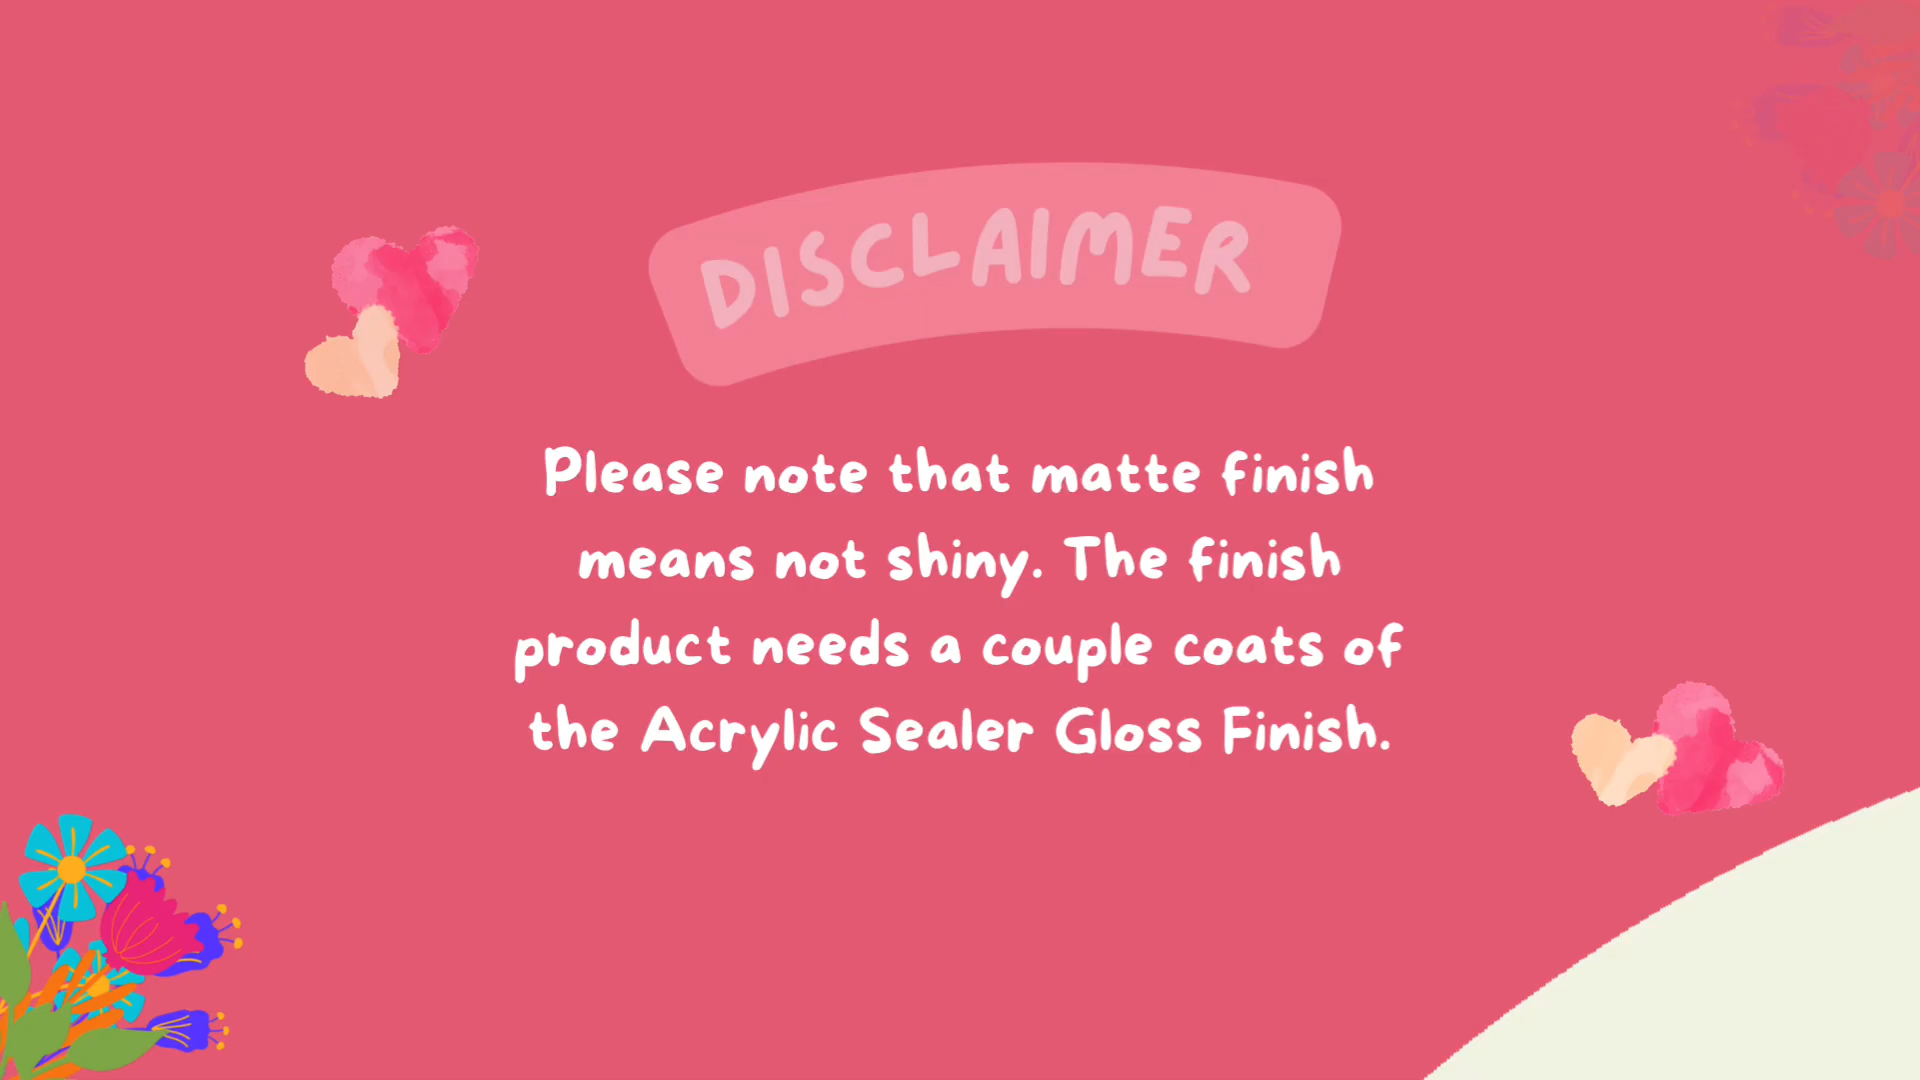 DISCLAIMER
Please note that matte finish
means not shiny. The finish
product needs a couple coats of
the Acrylic Sealer Gloss Finish.